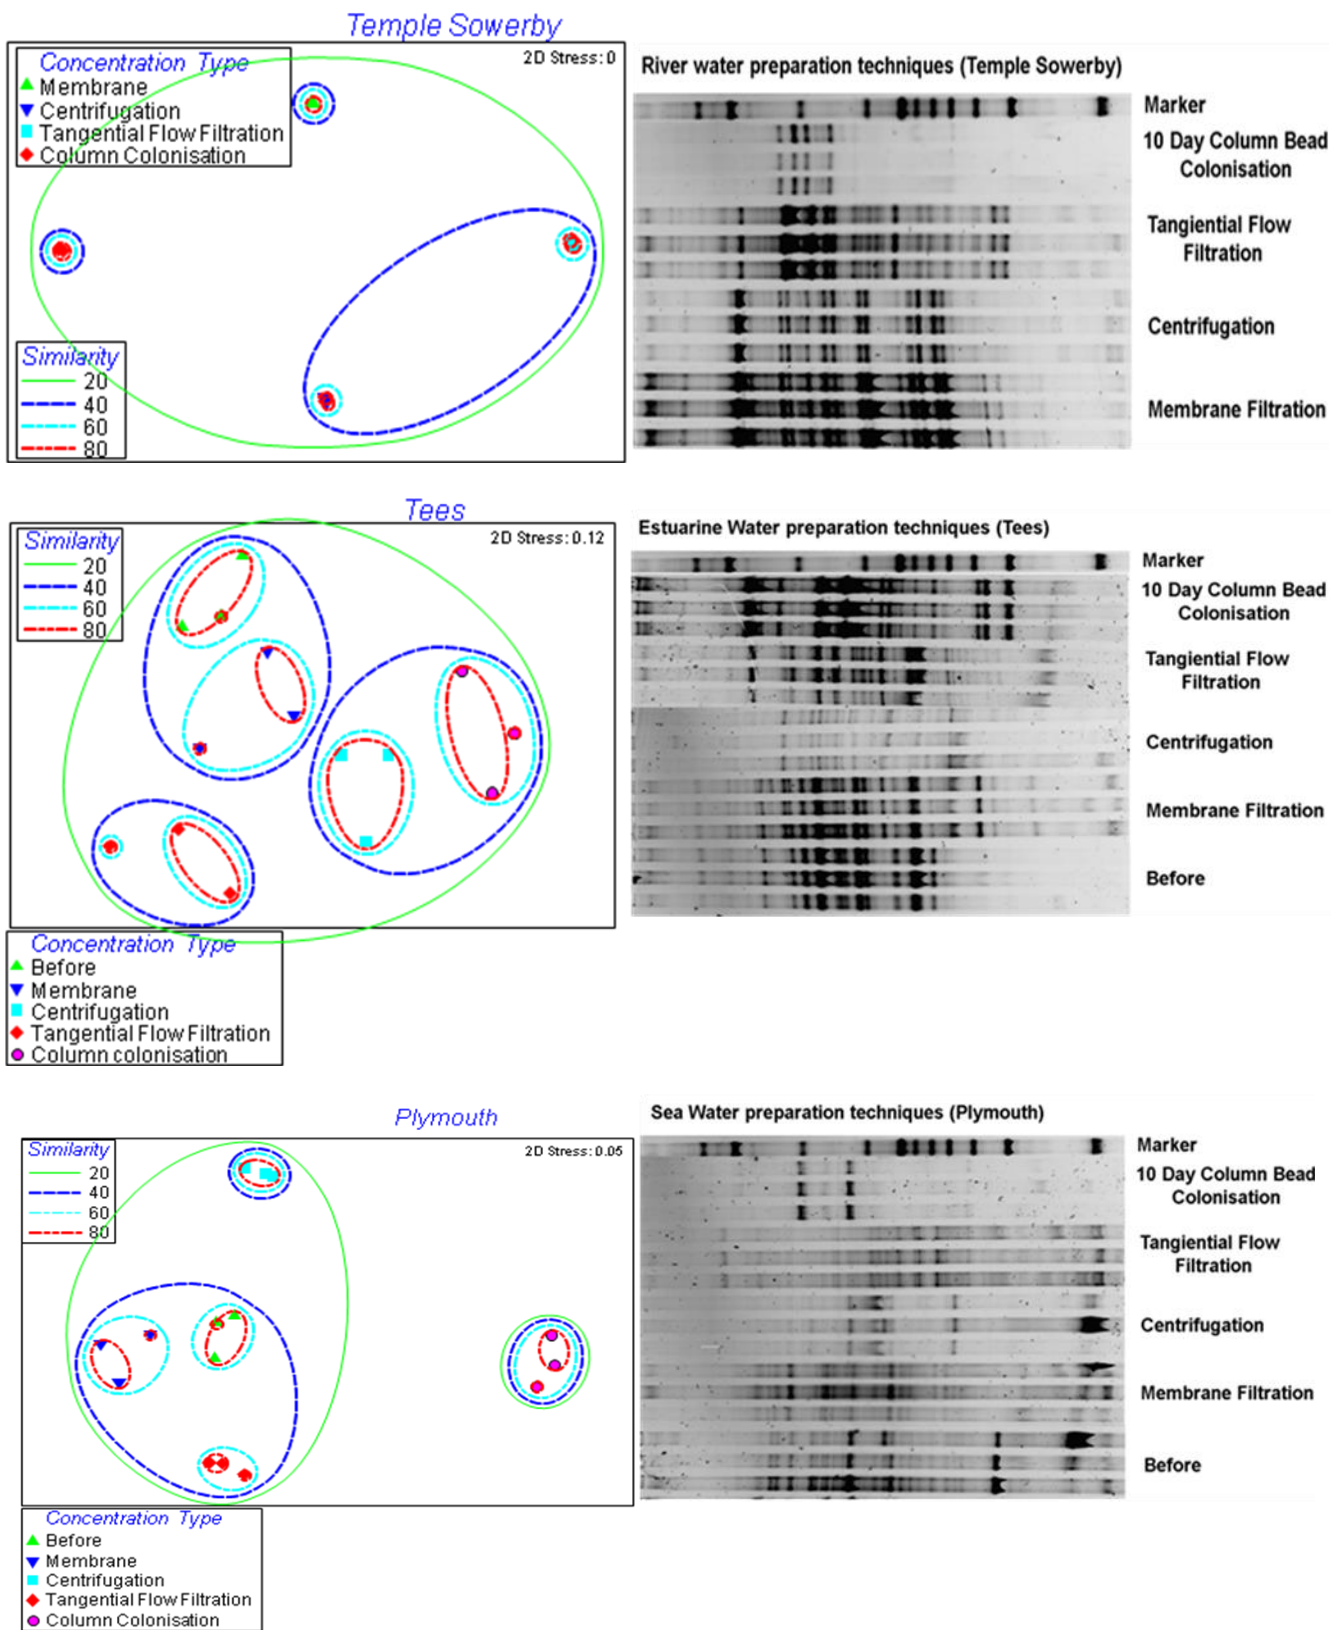 Temple Sowerby
Concentration Type
Membrane
Centrifugation
Tangential Flow Filtration
Column Colonisation
2D Stress: 0
Similarity
20
40
60
80
River water preparation techniques (Temple Sowerby)
Marker
10 Day Column Bead
Colonisation
Tangiential Flow
Filtration
Centrifugation
Membrane Filtration
Tees
Similarity
20
40
60
80
2D Stress: 0.12
Concentration Type
Before
Membrane
Centrifugation
Tangential Flow Filtration
Column colonisation
Estuarine Water preparation techniques (Tees)
Marker
10 Day Column Bead
Colonisation
Tangiential Flow
Filtration
Centrifugation
Membrane Filtration
Before
Plymouth
Similarity
20
40
60
80
2D Stress: 0.05
Concentration Type
Before
Membrane
Centrifugation
Tangential Flow Filtration
Column Colonisation
Sea Water preparation techniques (Plymouth)
Marker
10 Day Column Bead
Colonisation
Tangiential Flow
Filtration
Centrifugation
Membrane Filtration
Before